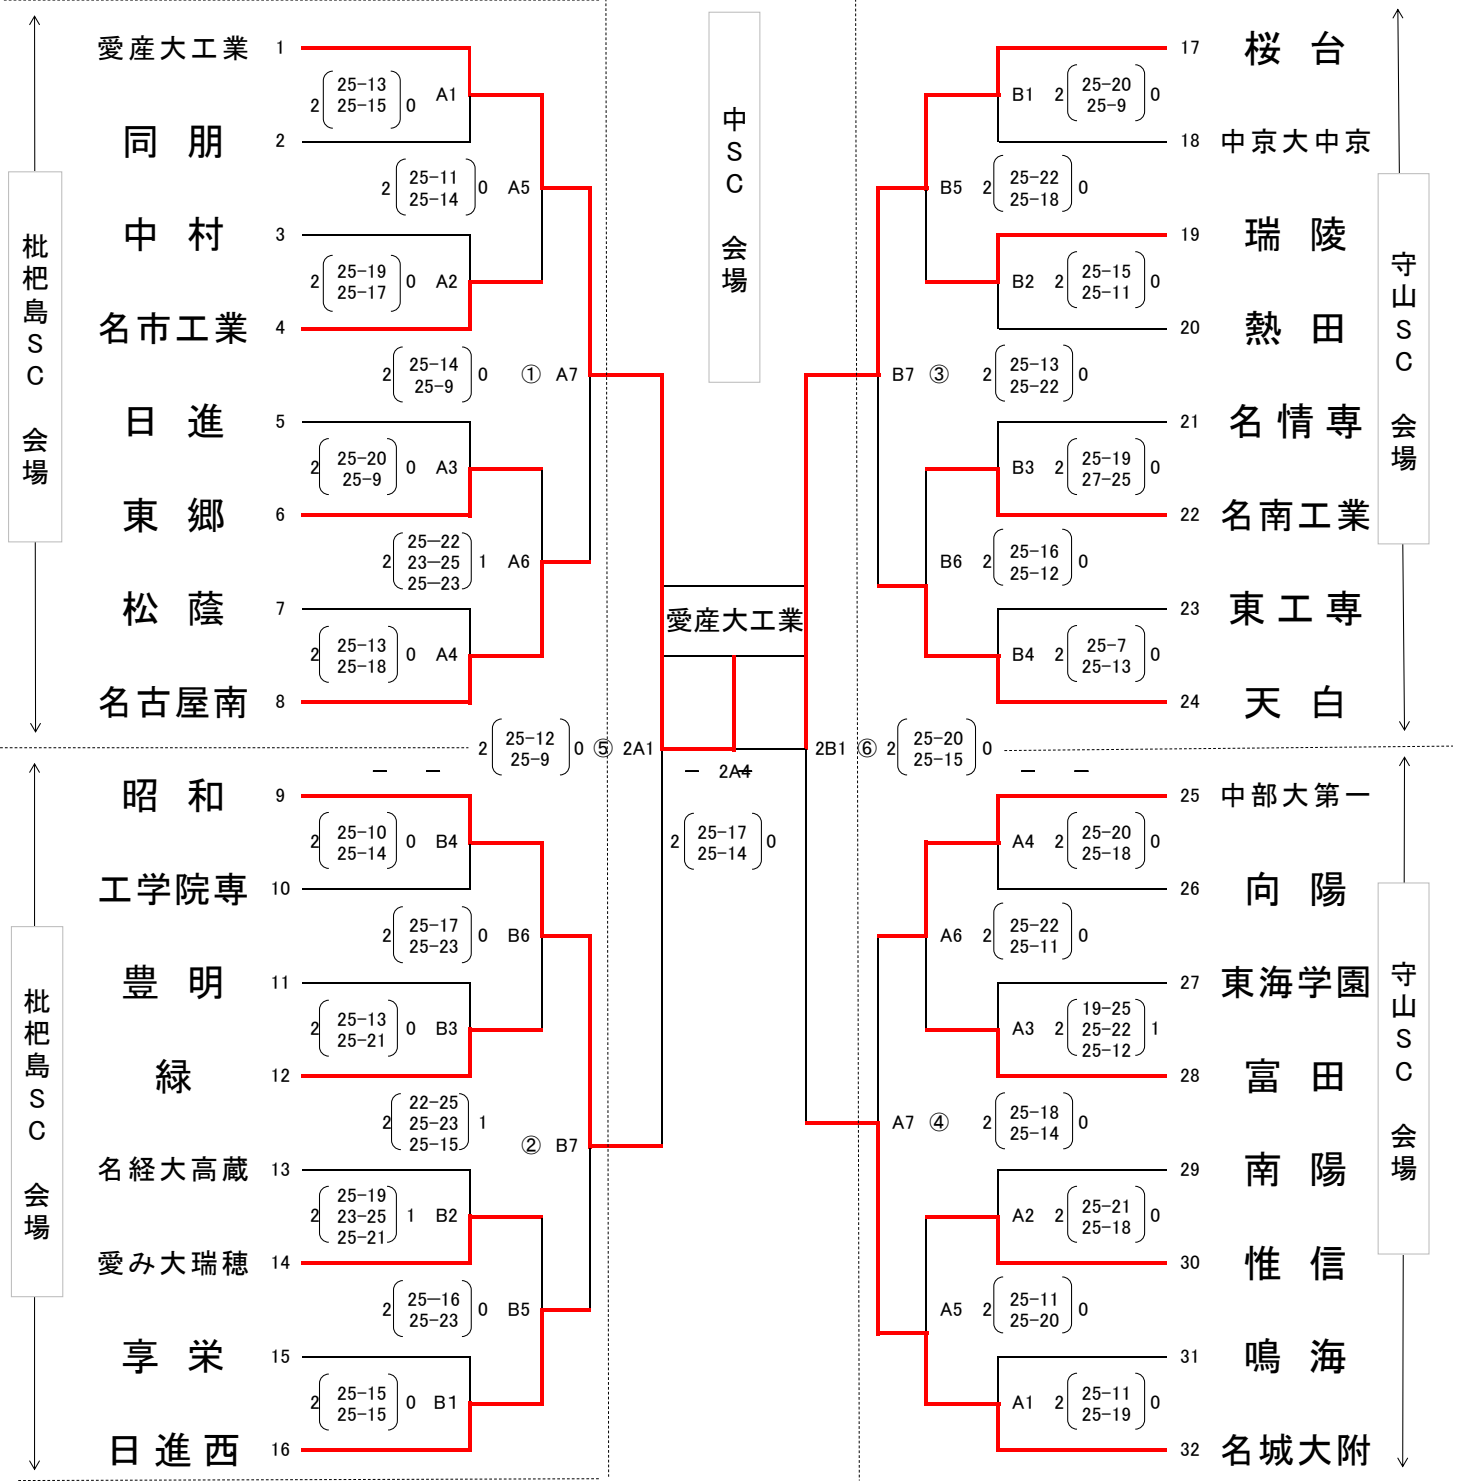 愛産大工業 1
25-13
2 25-15 0 A1
同朋 2
25-11
2 25-14 0 A5
中村 3
25-19
2 25-17 0 A2
名市工業 4
25-14
2 25-9 0 ① A7
日進 5
25-20
2 25-9 0 A3
東郷 6
25-22
2 23-25 1 A6
25-23
松蔭 7
25-13
2 25-18 0 A4
名古屋南 8
枇杷島SC 会場
25-12
2 25-9 0 ⑤ 2A1
— —
昭和 9
25-10
2 25-14 0 B4
工学院専 10
25-17
2 25-23 0 B6
豊明 11
25-13
2 25-21 0 B3
緑 12
22-25
2 25-23 1
25-15 ② B7
名経大高蔵 13
25-19
2 23-25 1 B2
25-21
愛み大瑞穂 14
25-16
2 25-23 0 B5
享栄 15
25-15
2 25-15 0 B1
日進西 16
枇杷島SC 会場
中SC 会場
愛産大工業
— 2A4 —
25-17
2 25-14 0
17 桜台
25-20
B1 2 25-9 0
18 中京大中京
25-22
B5 2 25-18 0
19 瑞陵
25-15
B2 2 25-11 0
20 熱田
25-13
B7 ③ 2 25-22 0
21 名情専
25-19
B3 2 27-25 0
22 名南工業
25-16
B6 2 25-12 0
23 東工専
25-7
B4 2 25-13 0
24 天白
守山SC 会場
25-20
2B1 ⑥ 2 25-15 0
— —
25 中部大第一
25-20
A4 2 25-18 0
26 向陽
25-22
A6 2 25-11 0
27 東海学園
19-25
A3 2 25-22 1
25-12
28 富田
25-18
A7 ④ 2 25-14 0
29 南陽
25-21
A2 2 25-18 0
30 惟信
25-11
A5 2 25-20 0
31 鳴海
25-11
A1 2 25-19 0
32 名城大附
守山SC 会場